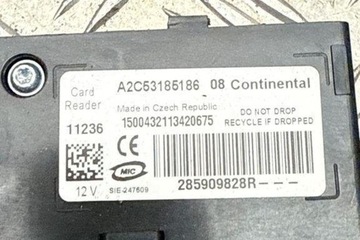 A2C53185186 08 Continental
Card Reader
Made in Czech Republic
DO NOT DROP
RECYCLE IF DROPPED
11236
1500432113420675
CE
MIC
12 V
SIE-247609
285909828R---